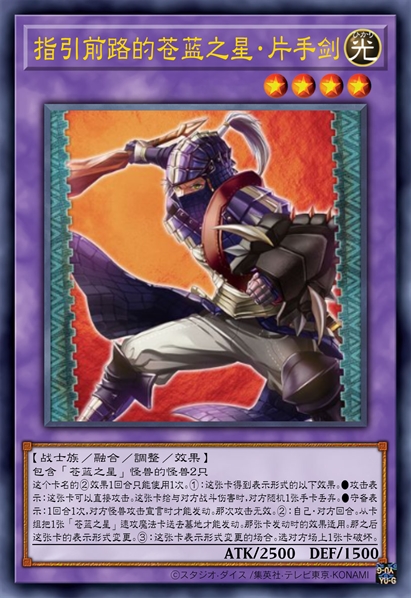 指引前路的苍蓝之星·片手剑
ひかり
光
【战士族／融合／調整／效果】
包含「苍蓝之星」怪兽的怪兽2只
这个卡名的②效果1回合只能使用1次。①：这张卡得到表示形式的以下效果。●攻击表
示：这张卡可以直接攻击。这张卡给与对方战斗伤害时，对方随机1张手卡丢弃。●守备表
示：1回合1次，对方怪兽攻击宣言时才能发动。那次攻击无效。②：自己·对方回合，从卡
组把1张「苍蓝之星」速攻魔法卡送去墓地才能发动。那张卡发动时的效果适用。那之后
这张卡的表示形式变更。③：这张卡表示形式变更的场合，选对方场上1张卡破坏。
ATK/2500 DEF/1500
©スタジオ·ダイス /集英社·テレビ東京·KONAMI